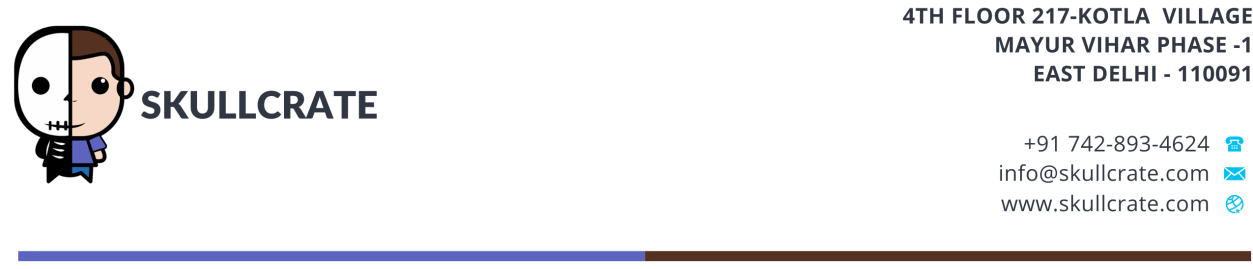 SKULLCRATE
4TH FLOOR 217-KOTLA VILLAGE
MAYUR VIHAR PHASE -1
EAST DELHI - 110091
+91 742-893-4624
info@skullcrate.com
www.skullcrate.com